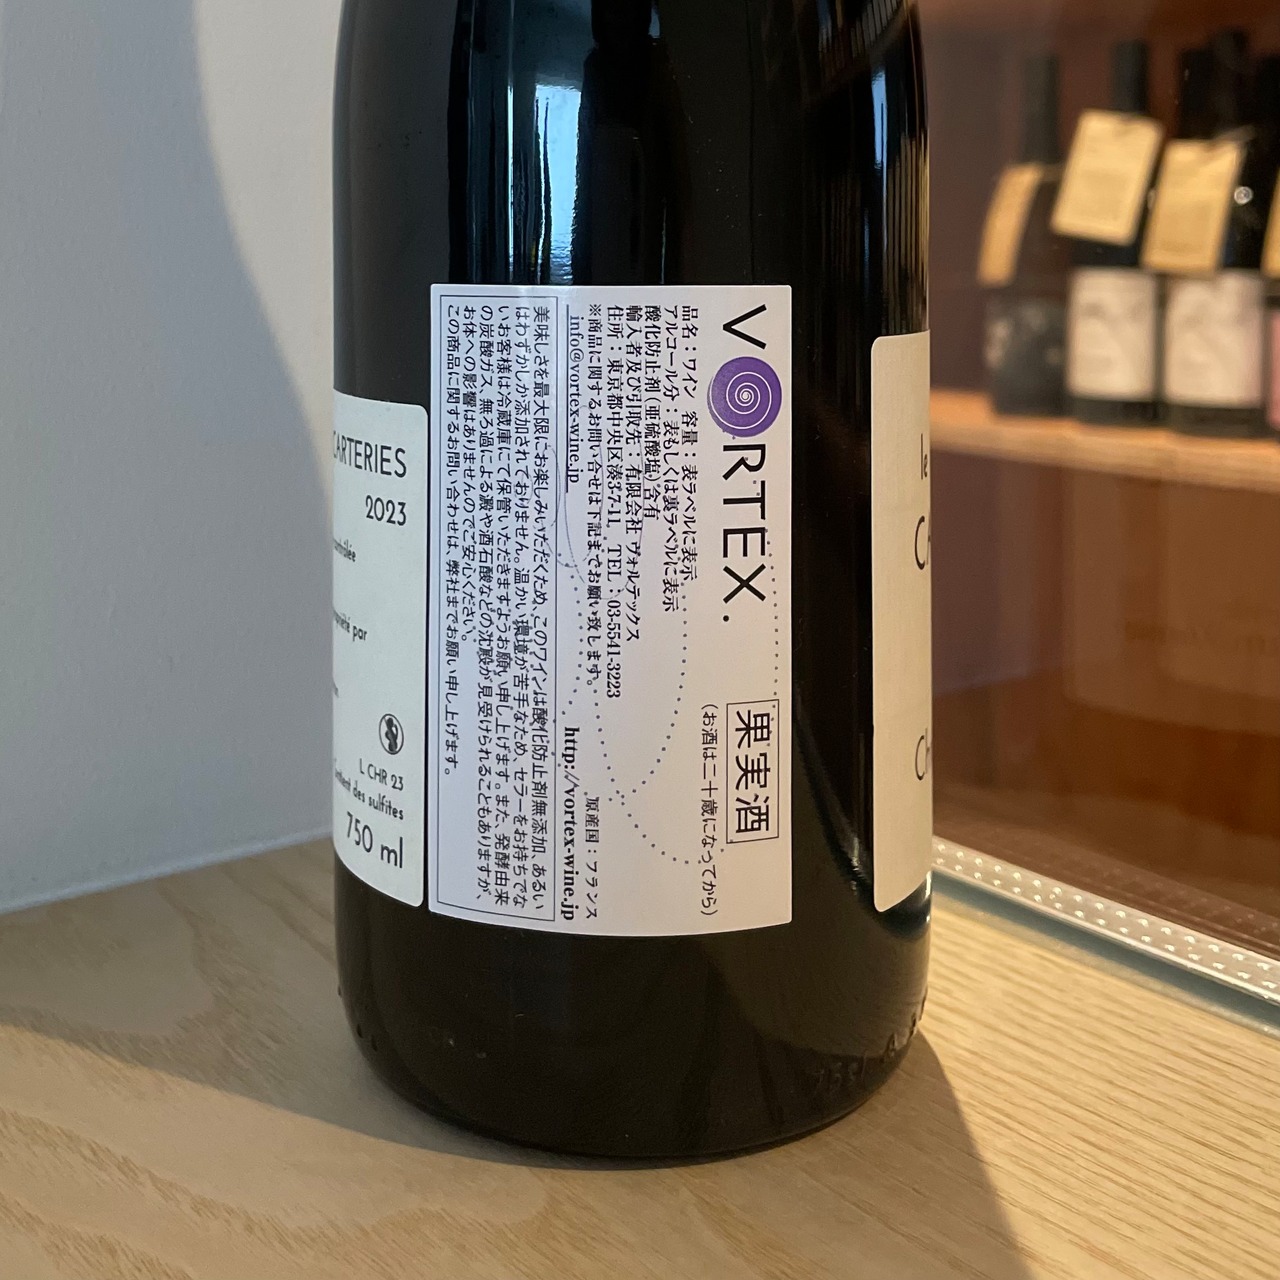 CARTERIES
2023
L CHR 23
des sulfites
750 ml
VORTEX.
果実酒
(お酒は二十歳になってから)
品名：ワイン　容量：表ラベルに表示
アルコール分：表もしくは裏ラベルに表示
酸化防止剤(亜硫酸塩)含有
輸入者及び引取先：有限会社 ヴォルテックス
住所：東京都中央区湊3-7-11　TEL：03-5541-3223
※商品に関するお問い合せは下記までお願い致します。
原産国：フランス
info@vortex-wine.jp
http://vortex-wine.jp
美味しさを最大限にお楽しみいただくため、このワインは酸化防止剤無添加、あるい
はわずかしか添加されておりません。温かい環境が苦手なため、セラーをお持ちでな
いお客様は冷蔵庫にて保管いただきますようお願い申し上げます。また、発酵由来
の炭酸ガス、無ろ過による澱や酒石酸などの沈殿が見受けられることもありますが、
お体への影響はありませんのでご安心ください。
この商品に関するお問い合わせは、弊社までお願い申し上げます。